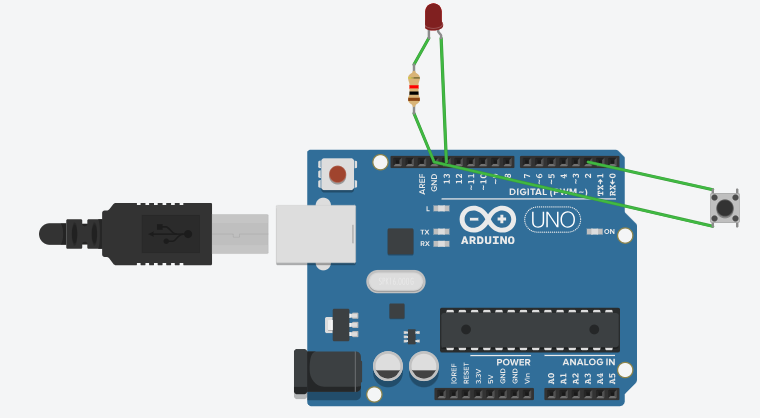 AREF
GND
13
12
~11
~10
~9
8
7
~6
~5
4
~3
2
TX→1
RX←0
DIGITAL (PWM ~)
L
TX
RX
ARDUINO
UNO
ON
POWER
ANALOG IN
IOREF
RESET
3.3V
5V
GND
GND
Vin
A0
A1
A2
A3
A4
A5